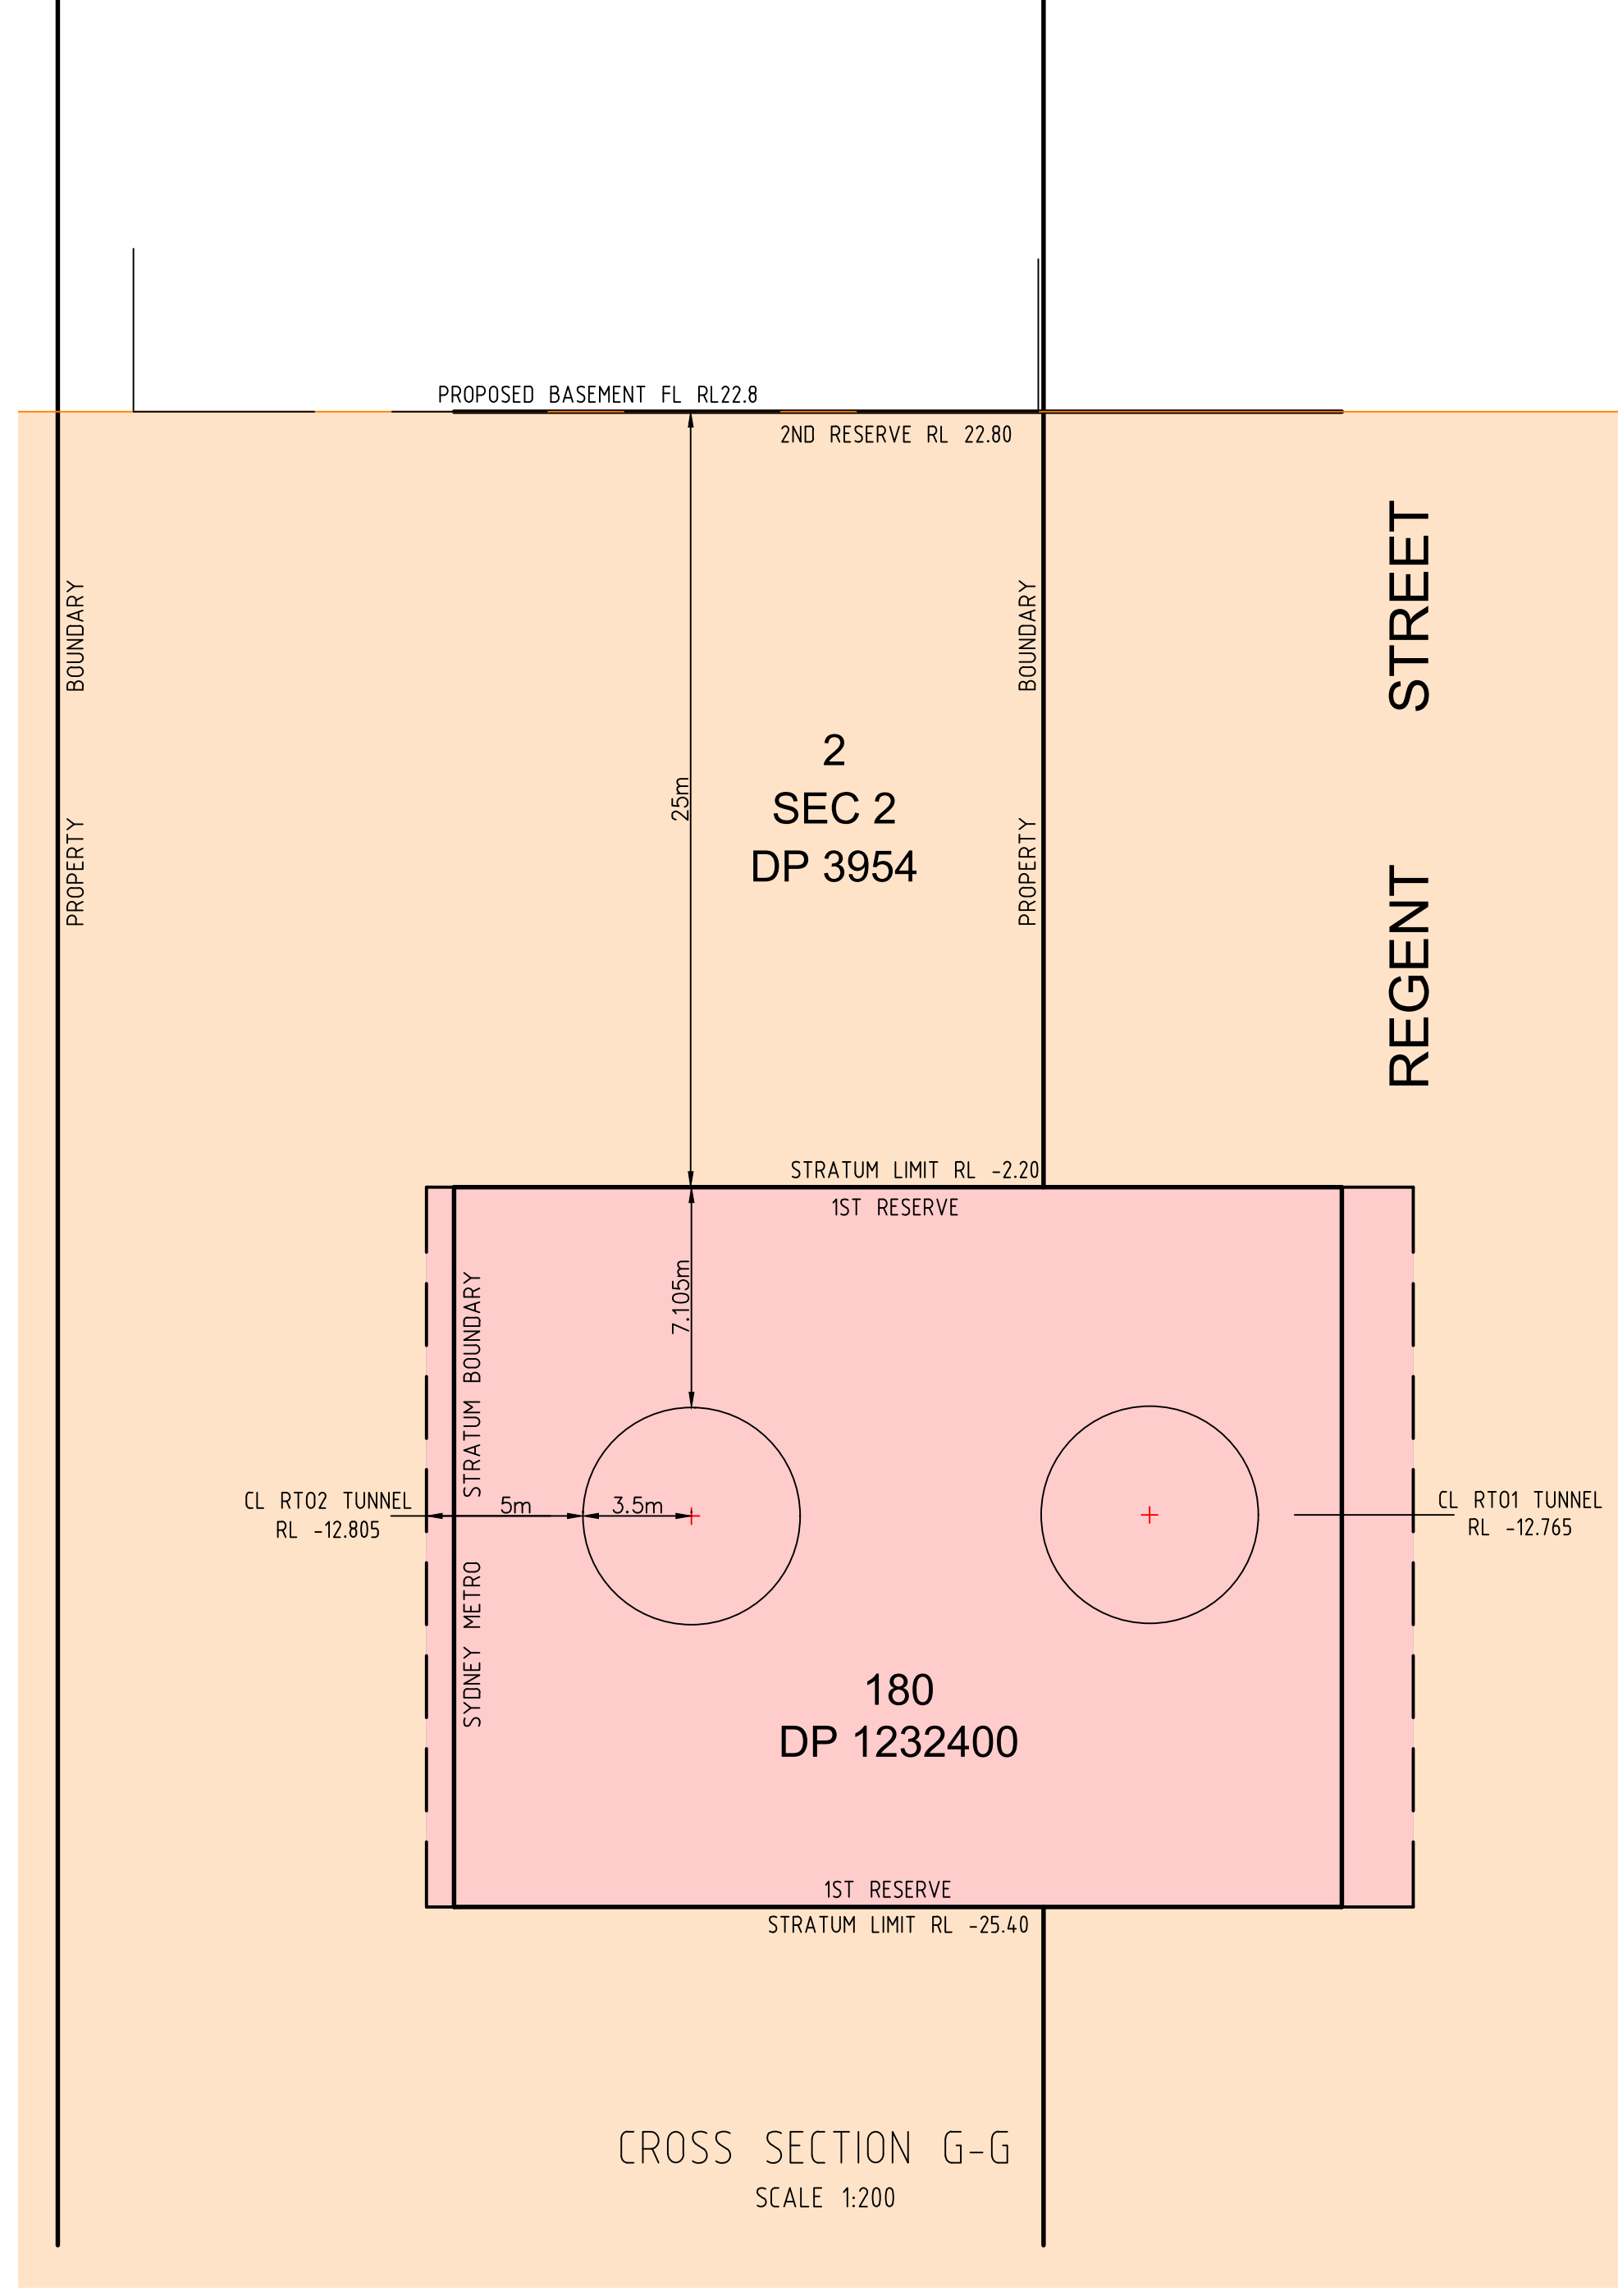 PROPOSED BASEMENT FL RL22.8
2ND RESERVE RL 22.80
PROPERTY BOUNDARY
PROPERTY BOUNDARY
REGENT STREET
25m
2
SEC 2
DP 3954
STRATUM LIMIT RL -2.20
1ST RESERVE
7.105m
SYDNEY METRO STRATUM BOUNDARY
CL RT02 TUNNEL
RL -12.805
5m
3.5m
CL RT01 TUNNEL
RL -12.765
180
DP 1232400
1ST RESERVE
STRATUM LIMIT RL -25.40
CROSS SECTION G-G
SCALE 1:200